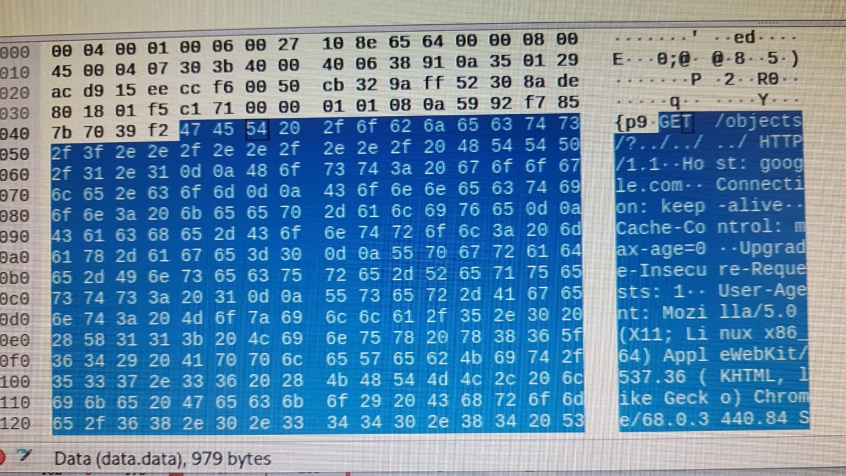 000 00 04 00 01 00 06 00 27 10 8e 65 64 00 00 08 00 ·······' ··ed····
010 45 00 04 07 30 3b 40 00 40 06 38 91 0a 35 01 29 E···0;@· @·8··5·)
020 ac d9 15 ee cc f6 00 50 cb 32 9a ff 52 30 8a de ·······P ·2··R0··
030 80 18 01 f5 c1 71 00 00 01 01 08 0a 59 92 f7 85 ·····q·· ····Y···
040 7b 70 39 f2 47 45 54 20 2f 6f 62 6a 65 63 74 73 {p9·GET /objects
050 2f 3f 2e 2e 2f 2e 2e 2f 2e 2e 2f 20 48 54 54 50 /?../../ ../ HTTP
060 2f 31 2e 31 0d 0a 48 6f 73 74 3a 20 67 6f 6f 67 /1.1··Ho st: goog
070 6c 65 2e 63 6f 6d 0d 0a 43 6f 6e 6e 65 63 74 69 le.com·· Connecti
080 6f 6e 3a 20 6b 65 65 70 2d 61 6c 69 76 65 0d 0a on: keep -alive··
090 43 61 63 68 65 2d 43 6f 6e 74 72 6f 6c 3a 20 6d Cache-Co ntrol: m
0a0 61 78 2d 61 67 65 3d 30 0d 0a 55 70 67 72 61 64 ax-age=0 ··Upgrad
0b0 65 2d 49 6e 73 65 63 75 72 65 2d 52 65 71 75 65 e-Insecu re-Reque
0c0 73 74 73 3a 20 31 0d 0a 55 73 65 72 2d 41 67 65 sts: 1·· User-Age
0d0 6e 74 3a 20 4d 6f 7a 69 6c 6c 61 2f 35 2e 30 20 nt: Mozi lla/5.0
0e0 28 58 31 31 3b 20 4c 69 6e 75 78 20 78 38 36 5f (X11; Li nux x86_
0f0 36 34 29 20 41 70 70 6c 65 57 65 62 4b 69 74 2f 64) Appl eWebKit/
100 35 33 37 2e 33 36 20 28 4b 48 54 4d 4c 2c 20 6c 537.36 ( KHTML, l
110 69 6b 65 20 47 65 63 6b 6f 29 20 43 68 72 6f 6d ike Geck o) Chrom
120 65 2f 36 38 2e 30 2e 33 34 34 30 2e 38 34 20 53 e/68.0.3 440.84 S
Data (data.data), 979 bytes